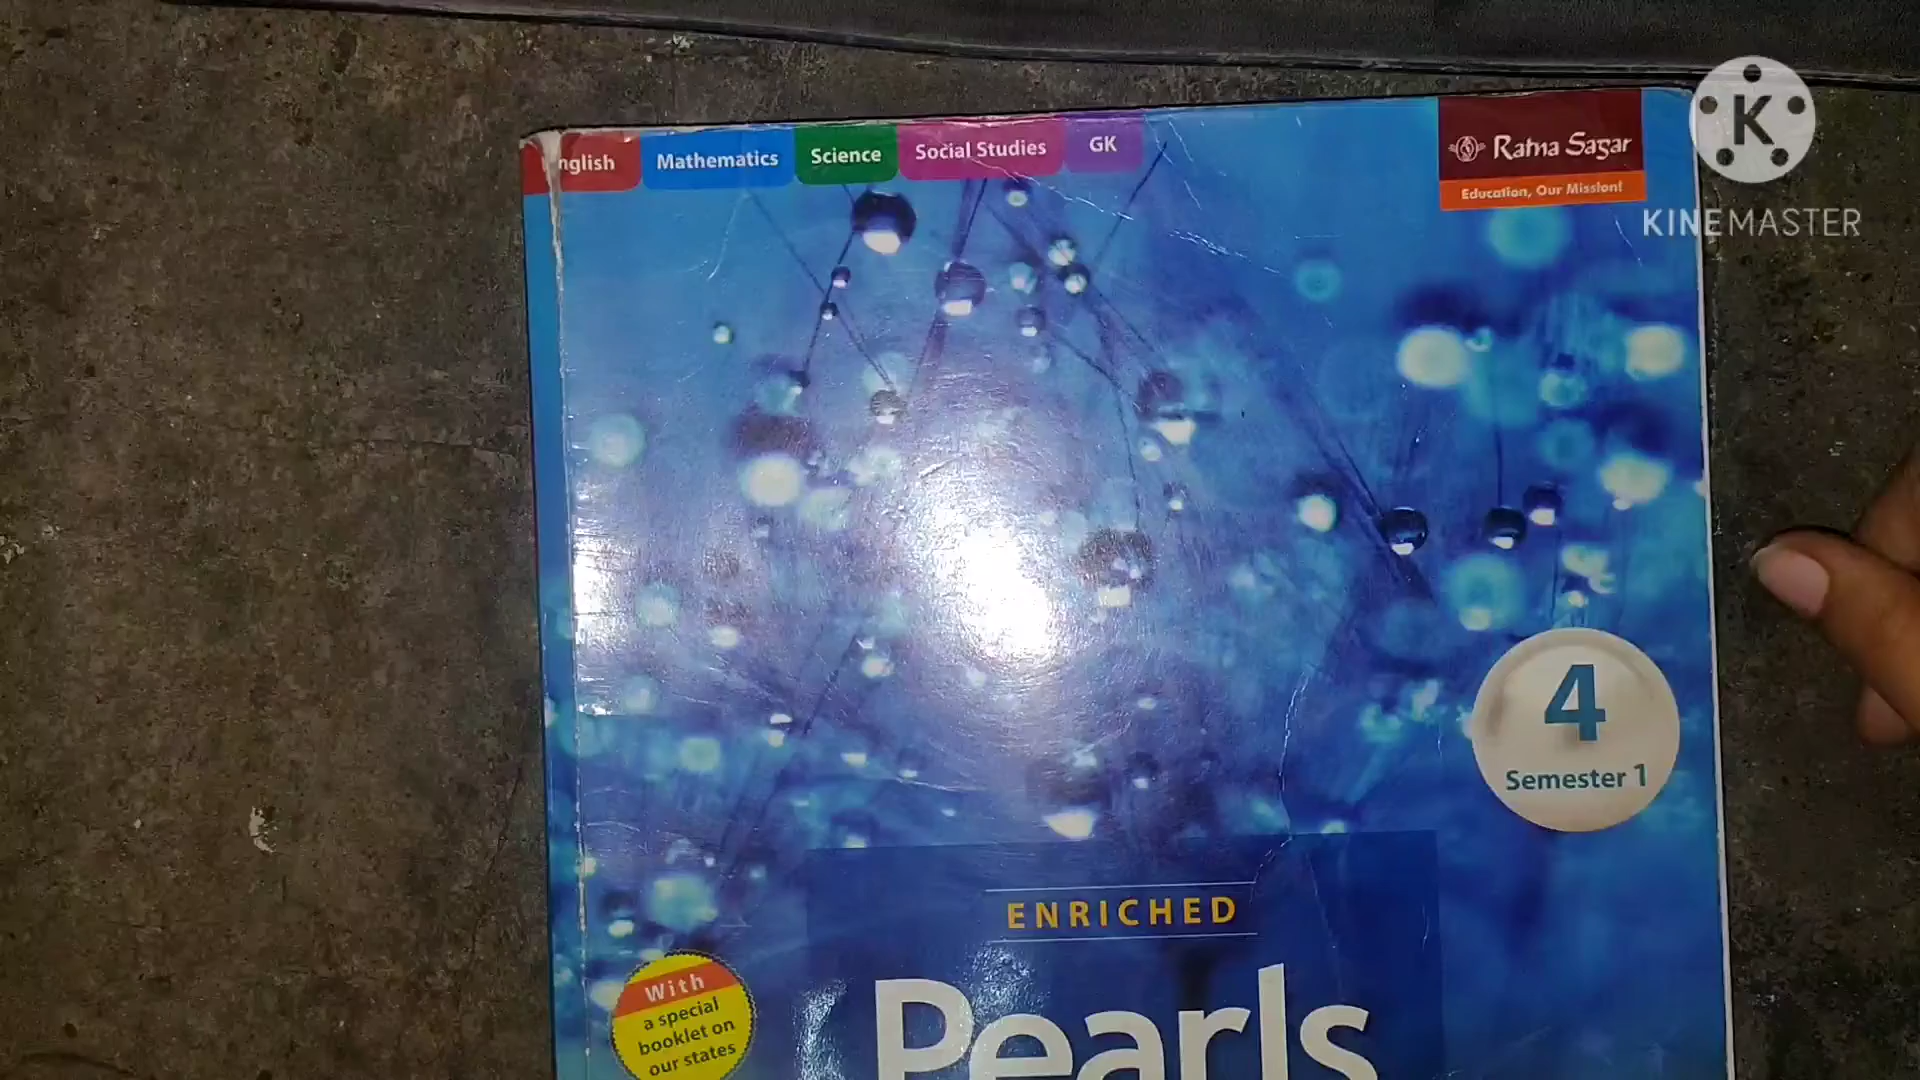 English Mathematics Science Social Studies GK
Ratna Sagar
Education, Our Mission!
K
KINEMASTER
4
Semester 1
ENRICHED
Pearls
With
a special
booklet on
our states